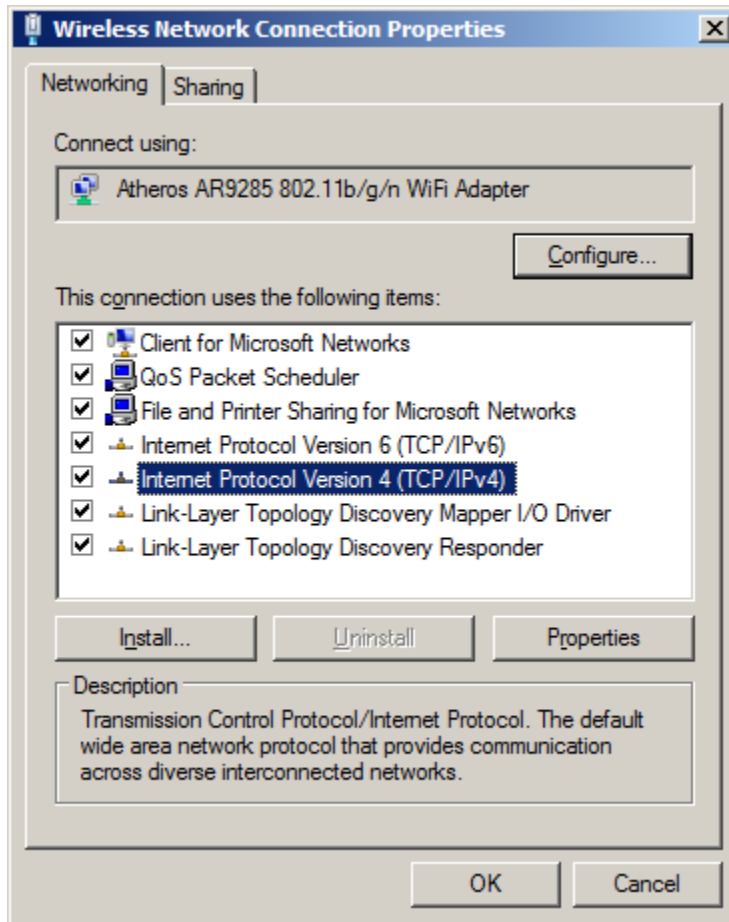 Wireless Network Connection Properties
Networking
Sharing
Connect using:
Atheros AR9285 802.11b/g/n WiFi Adapter
Configure...
This connection uses the following items:
Client for Microsoft Networks
QoS Packet Scheduler
File and Printer Sharing for Microsoft Networks
Internet Protocol Version 6 (TCP/IPv6)
Internet Protocol Version 4 (TCP/IPv4)
Link-Layer Topology Discovery Mapper I/O Driver
Link-Layer Topology Discovery Responder
Install...
Uninstall
Properties
Description
Transmission Control Protocol/Internet Protocol. The default
wide area network protocol that provides communication
across diverse interconnected networks.
OK
Cancel